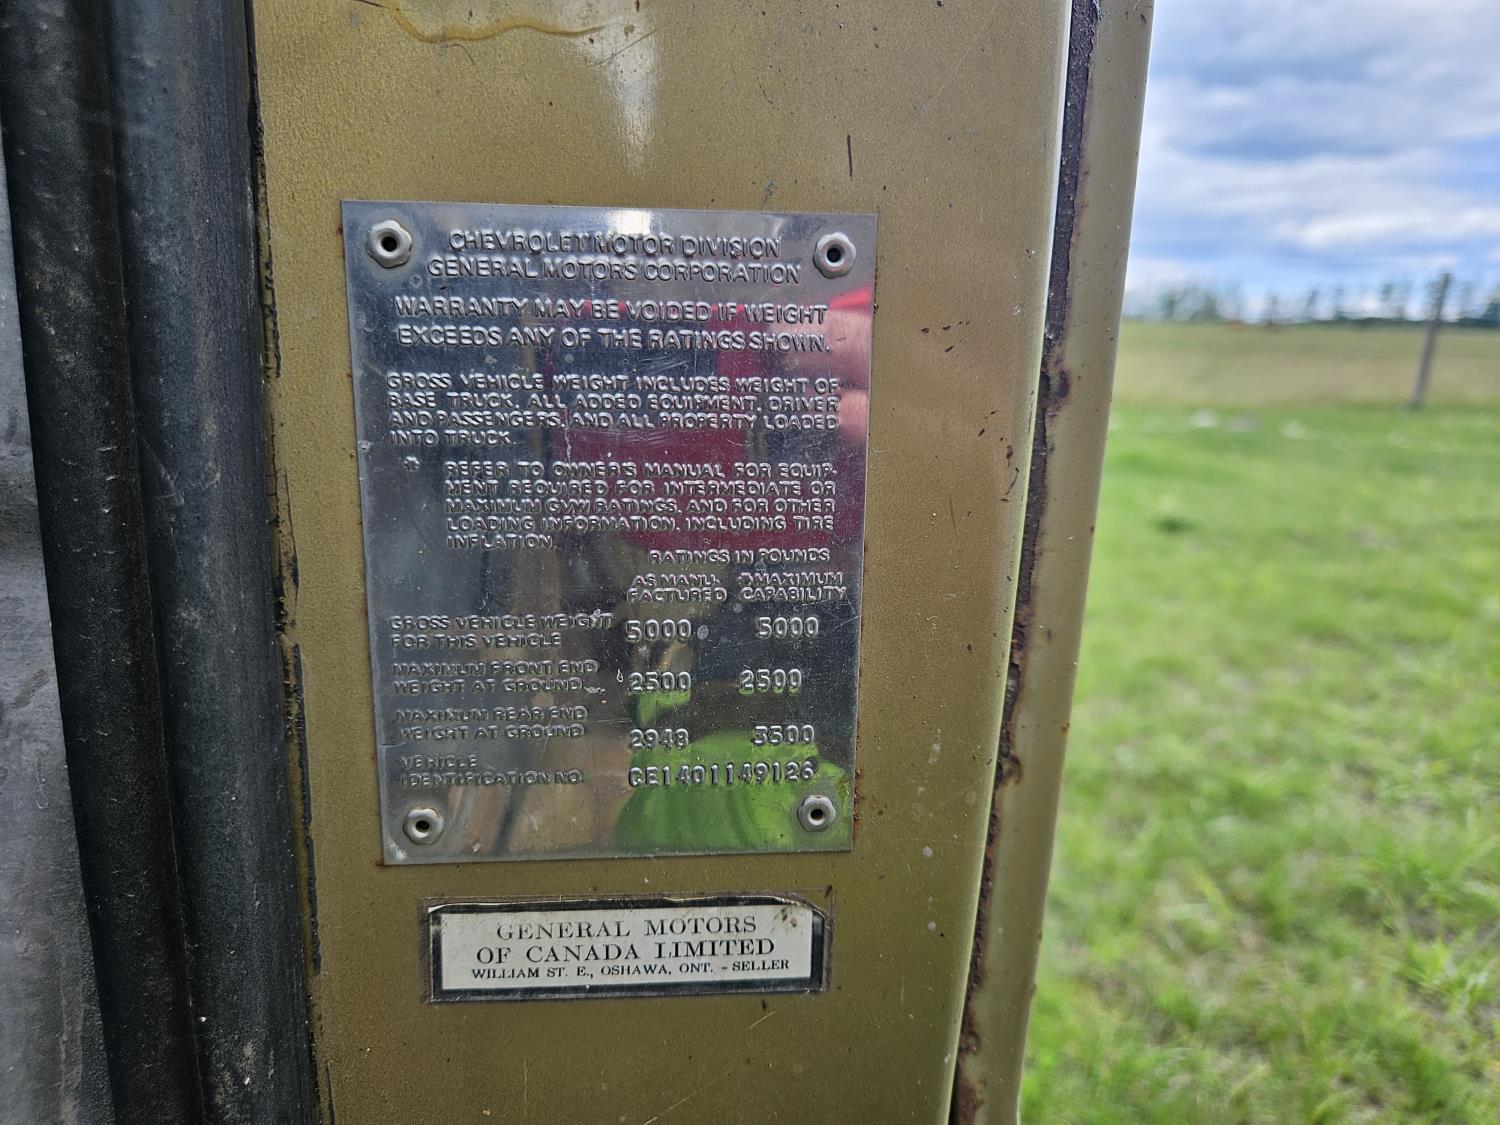 CHEVROLET MOTOR DIVISION
GENERAL MOTORS CORPORATION
WARRANTY MAY BE VOIDED IF WEIGHT
EXCEEDS ANY OF THE RATINGS SHOWN.
GROSS VEHICLE WEIGHT INCLUDES WEIGHT OF
BASE TRUCK, ALL ADDED EQUIPMENT, DRIVER
AND PASSENGERS, AND ALL PROPERTY LOADED
INTO TRUCK.
* REFER TO OWNER'S MANUAL FOR EQUIP-
MENT REQUIRED FOR INTERMEDIATE OR
MAXIMUM GVW RATINGS, AND FOR OTHER
LOADING INFORMATION, INCLUDING TIRE
INFLATION.
RATINGS IN POUNDS
AS MANU- *MAXIMUM
FACTURED CAPABILITY
GROSS VEHICLE WEIGHT
FOR THIS VEHICLE 5000 5000
MAXIMUM FRONT END
WEIGHT AT GROUND 2500 2500
MAXIMUM REAR END
WEIGHT AT GROUND 2948 3500
VEHICLE
IDENTIFICATION NO. CE1401149126
GENERAL MOTORS
OF CANADA LIMITED
WILLIAM ST. E., OSHAWA, ONT. - SELLER